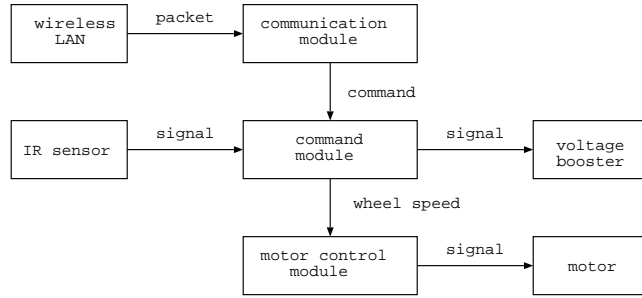 wireless
LAN
packet
communication
module
command
IR sensor
signal
command
module
signal
voltage
booster
wheel speed
motor control
module
signal
motor